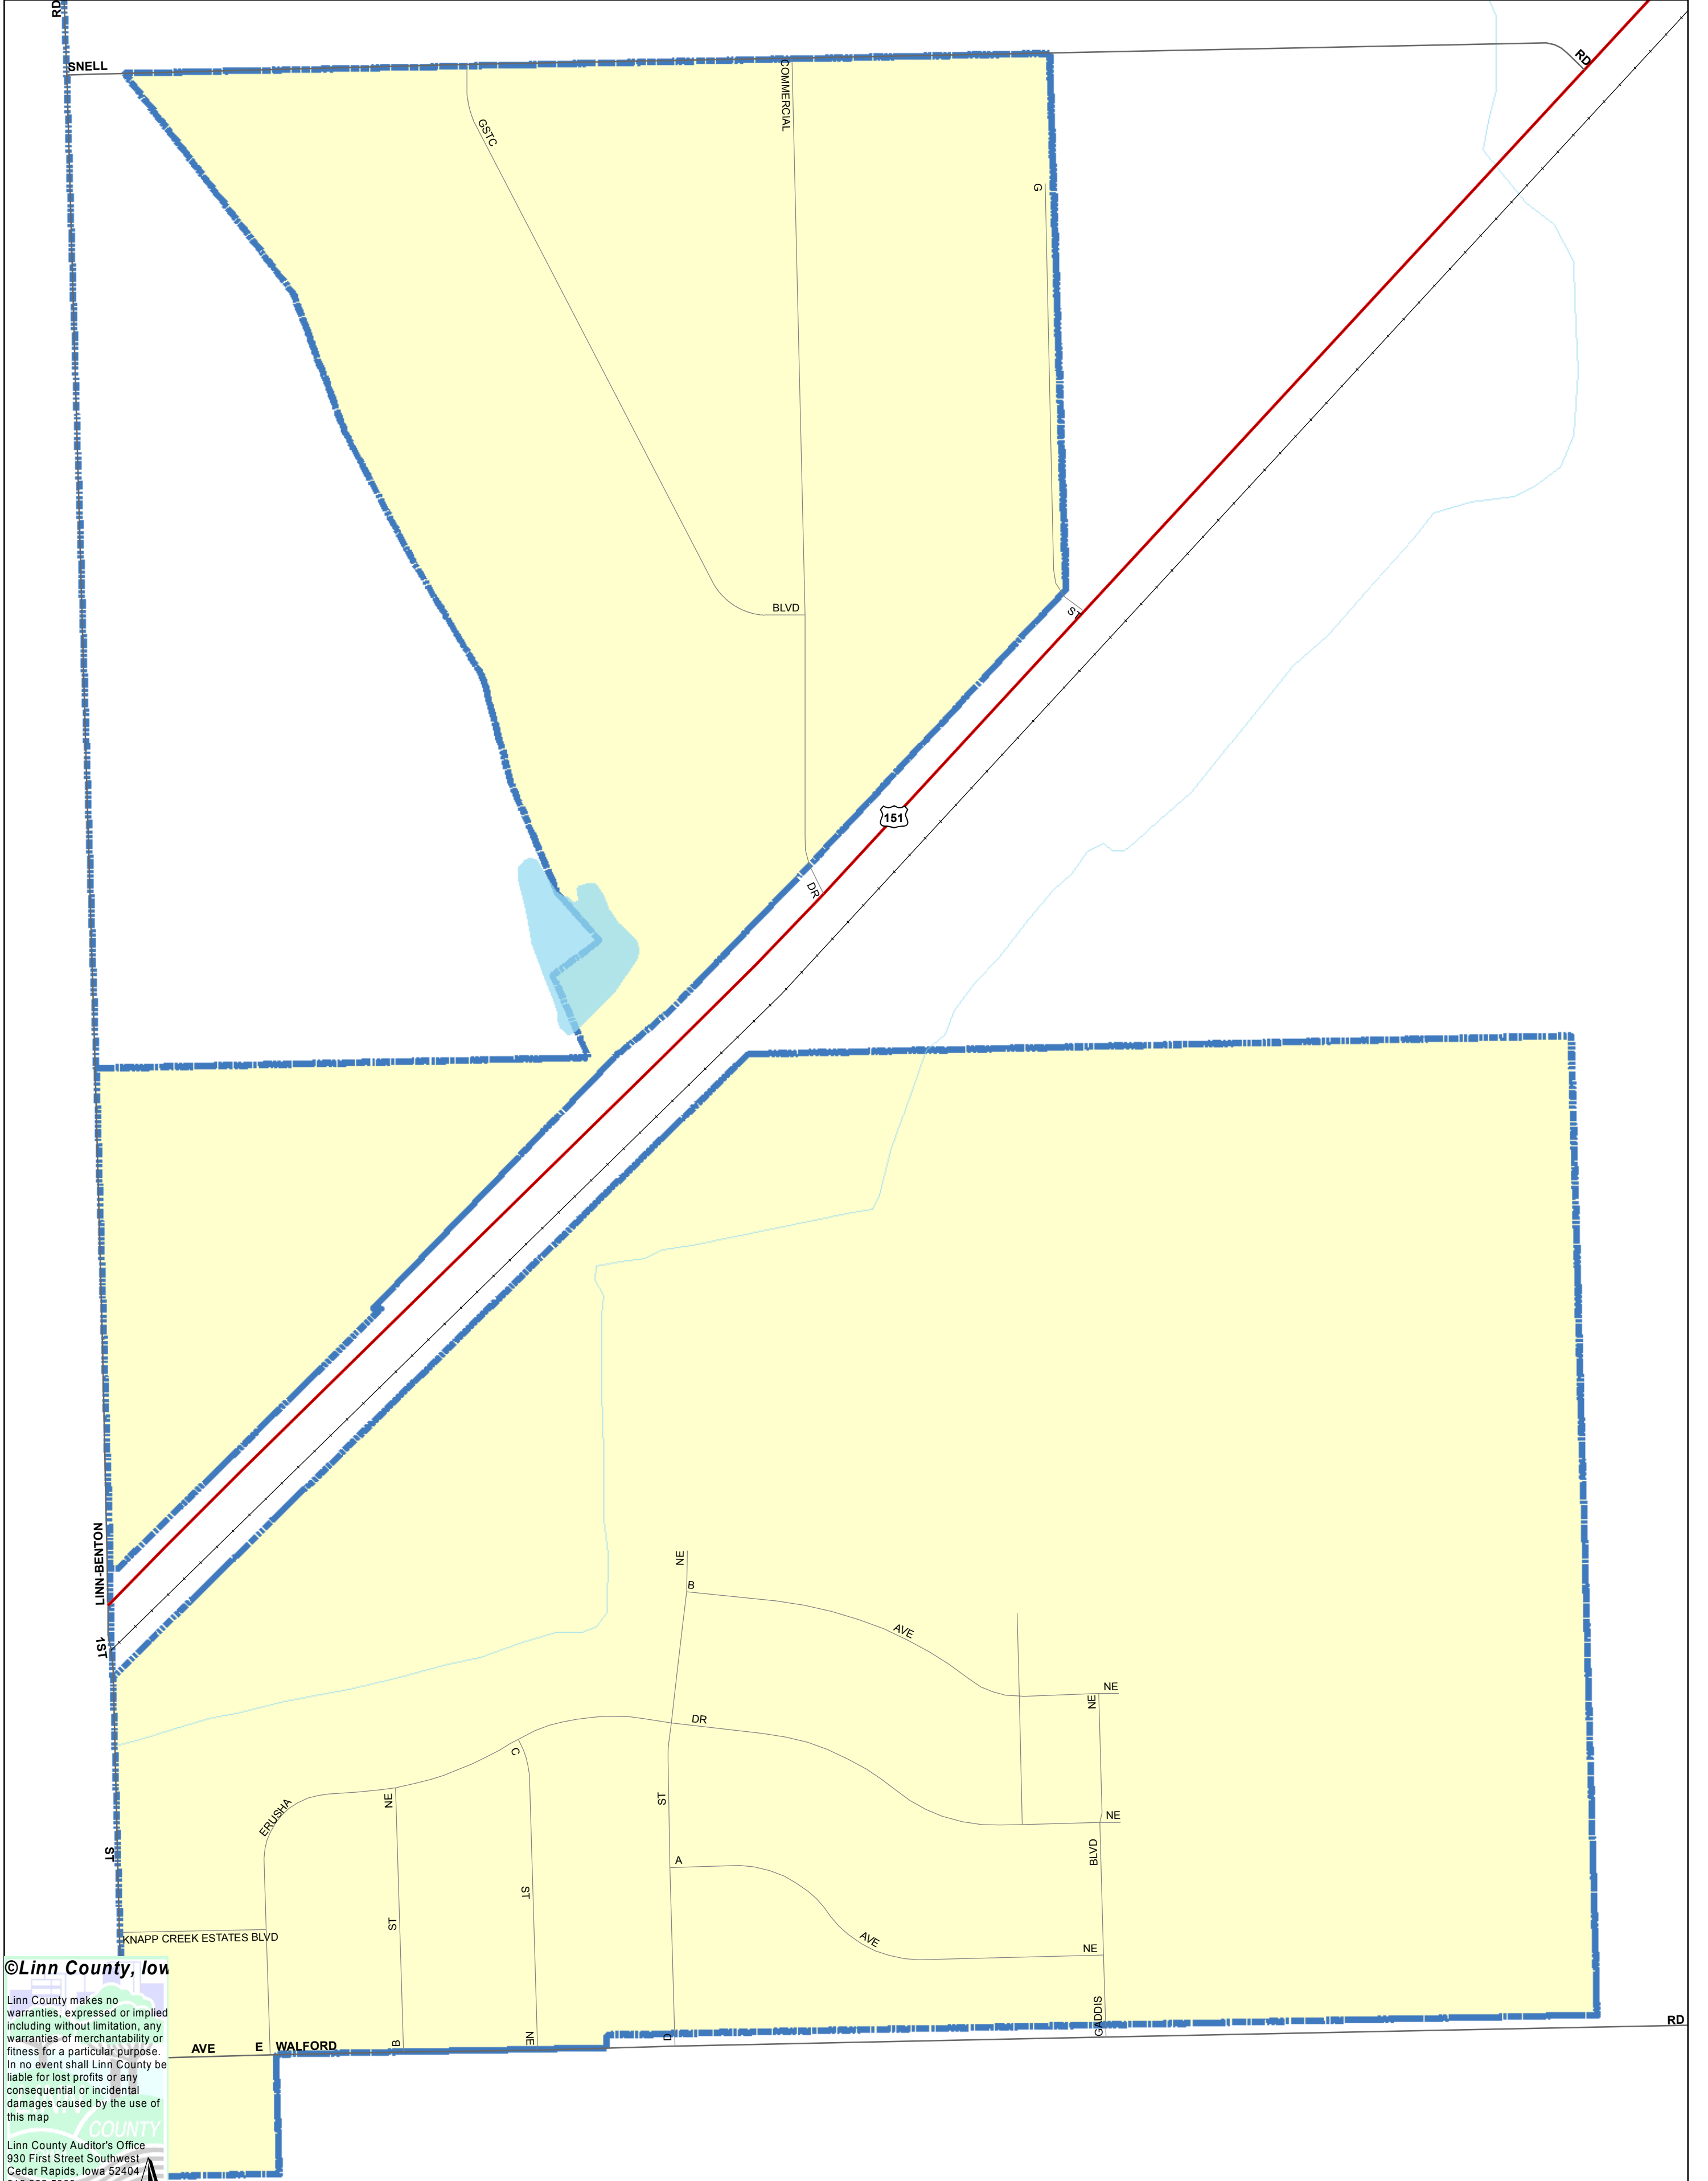 RD
SNELL
RD
COMMERCIAL
GSTC
G
BLVD
ST
151
DR
LINN-BENTON
1ST
NE
B
AVE
NE
NE
DR
C
ERUSHA
NE
ST
NE
ST
BLVD
A
ST
ST
AVE
KNAPP CREEK ESTATES BLVD
NE
GADDIS
RD
AVE E WALFORD
B
NE
D
©Linn County, Iow
Linn County makes no
warranties, expressed or implied
including without limitation, any
warranties of merchantability or
fitness for a particular purpose.
In no event shall Linn County be
liable for lost profits or any
consequential or incidental
damages caused by the use of
this map
COUNTY
Linn County Auditor's Office
930 First Street Southwest
Cedar Rapids, Iowa 52404